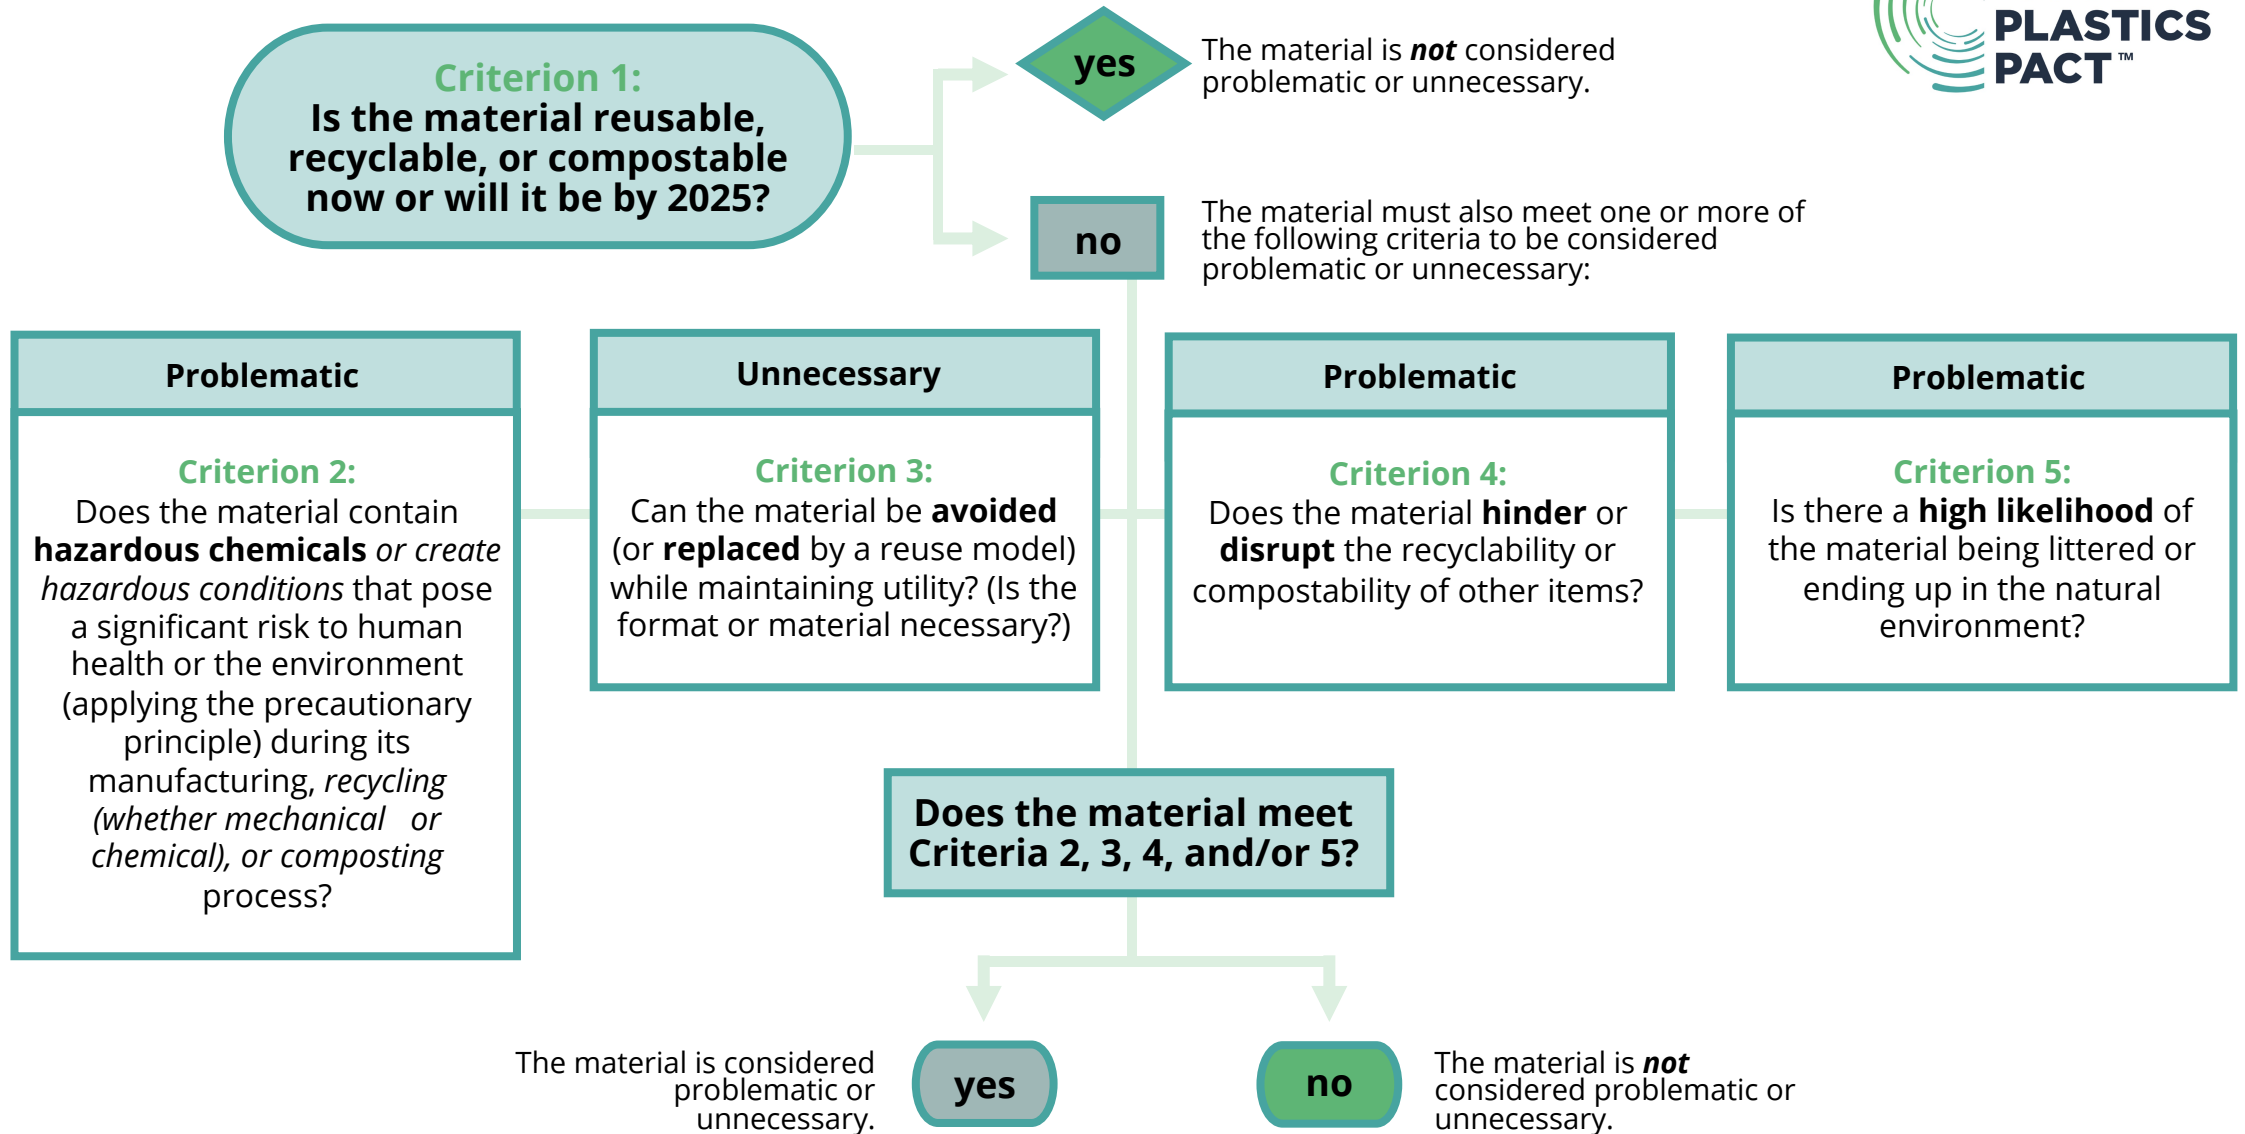 PLASTICS
PACT™
Criterion 1:
Is the material reusable,
recyclable, or compostable
now or will it be by 2025?
yes
The material is not considered
problematic or unnecessary.
no
The material must also meet one or more of
the following criteria to be considered
problematic or unnecessary:
Problematic
Criterion 2:
Does the material contain
hazardous chemicals or create
hazardous conditions that pose
a significant risk to human
health or the environment
(applying the precautionary
principle) during its
manufacturing, recycling
(whether mechanical or
chemical), or composting
process?
Unnecessary
Criterion 3:
Can the material be avoided
(or replaced by a reuse model)
while maintaining utility? (Is the
format or material necessary?)
Problematic
Criterion 4:
Does the material hinder or
disrupt the recyclability or
compostability of other items?
Problematic
Criterion 5:
Is there a high likelihood of
the material being littered or
ending up in the natural
environment?
Does the material meet
Criteria 2, 3, 4, and/or 5?
The material is considered
problematic or
unnecessary.
yes
no
The material is not
considered problematic or
unnecessary.